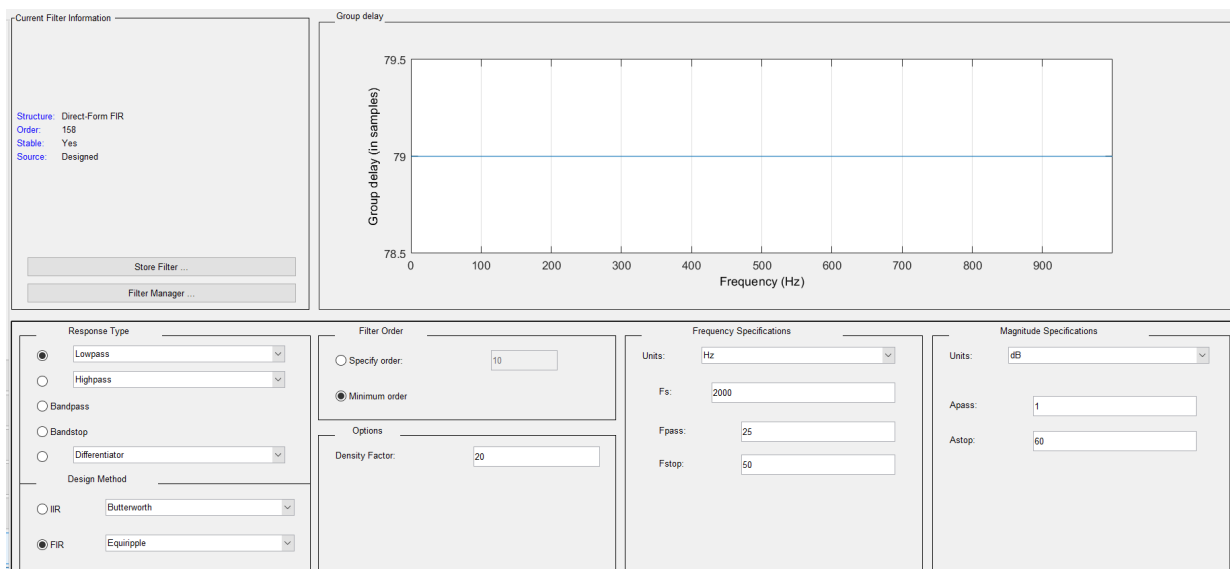 Current Filter Information
Structure: Direct-Form FIR
Order: 158
Stable: Yes
Source: Designed
Store Filter ...
Filter Manager ...
Group delay
79.5
79
78.5
Group delay (in samples)
0 100 200 300 400 500 600 700 800 900
Frequency (Hz)
Response Type
Lowpass
Highpass
Bandpass
Bandstop
Differentiator
Design Method
IIR Butterworth
FIR Equiripple
Filter Order
Specify order: 10
Minimum order
Options
Density Factor: 20
Frequency Specifications
Units: Hz
Fs: 2000
Fpass: 25
Fstop: 50
Magnitude Specifications
Units: dB
Apass: 1
Astop: 60